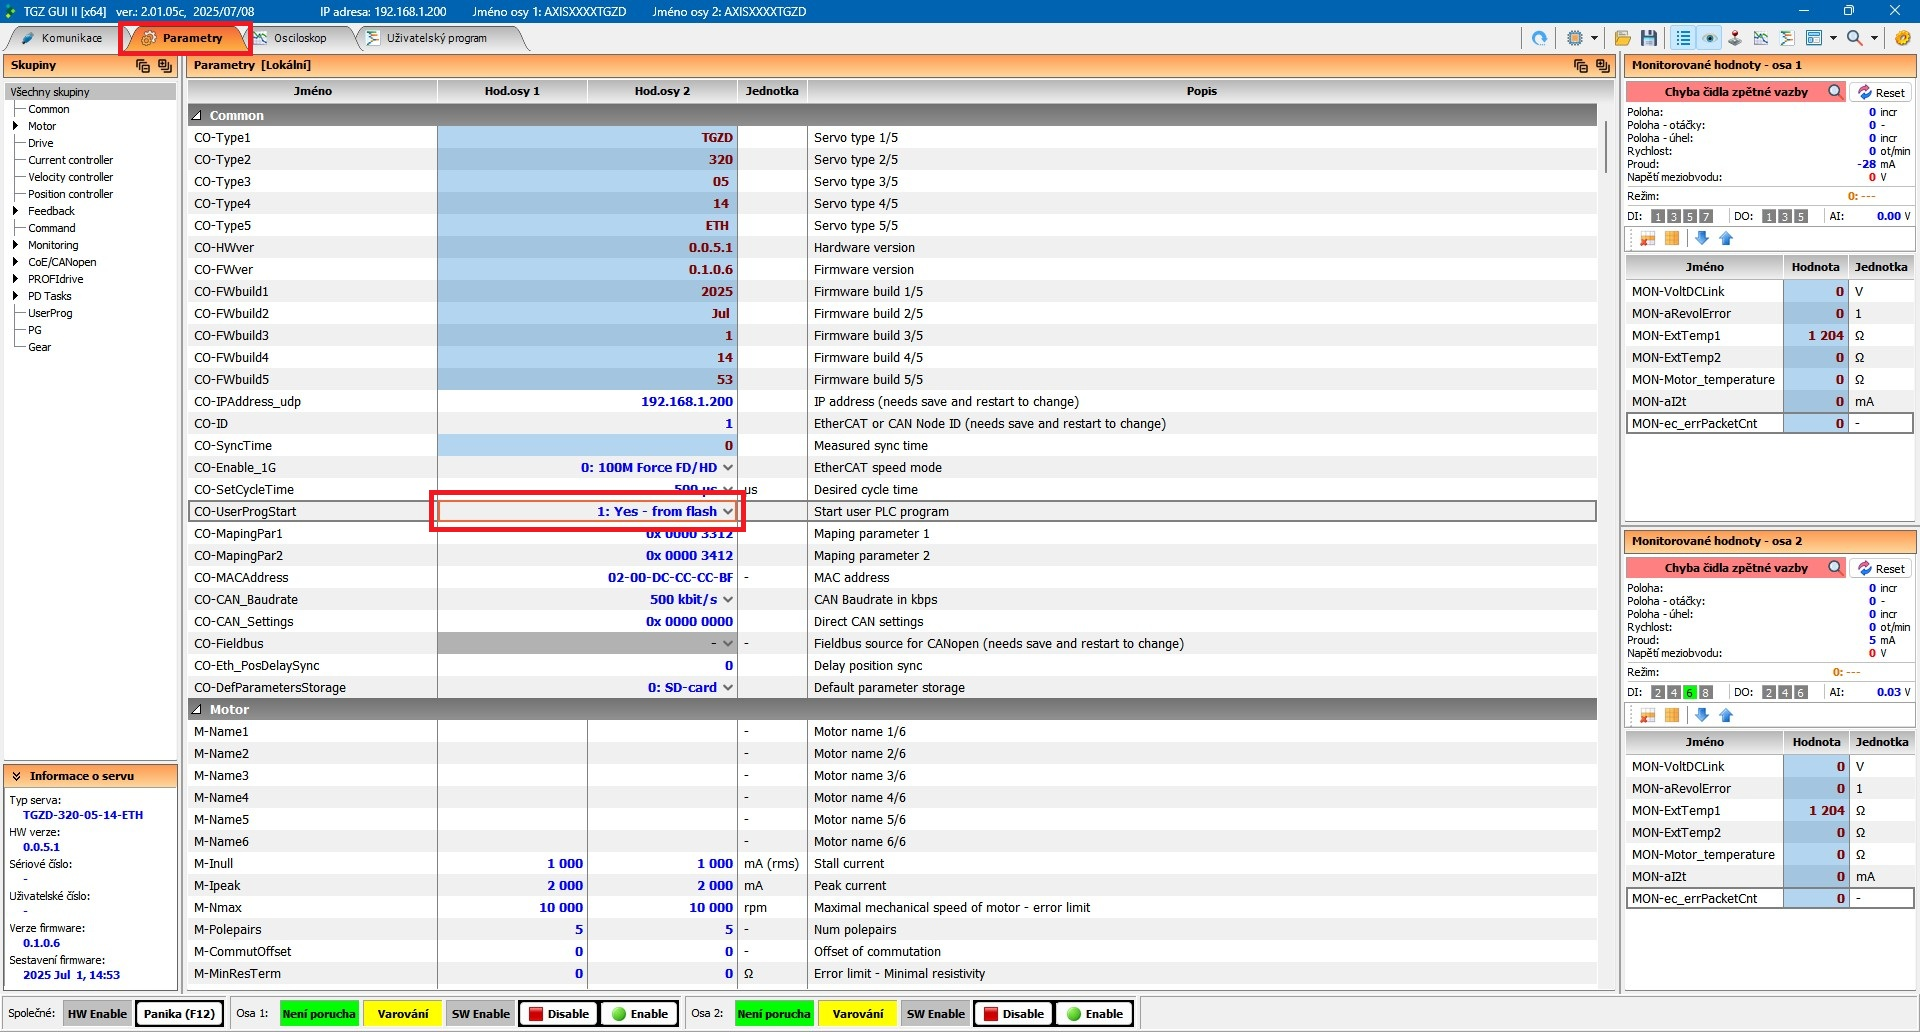 TGZ GUI II [x64] ver.: 2.01.05c, 2025/07/08 IP adresa: 192.168.1.200 Jméno osy 1: AXISXXXXTGZD Jméno osy 2: AXISXXXXTGZD
Komunikace Parametry Osciloskop Uživatelský program
Skupiny
Všechny skupiny
Common
Motor
Drive
Current controller
Velocity controller
Position controller
Feedback
Command
Monitoring
CoE/CANopen
PROFIdrive
PD Tasks
UserProg
PG
Gear
Informace o servu
Typ serva:
TGZD-320-05-14-ETH
HW verze:
0.0.5.1
Sériové číslo:
-
Uživatelské číslo:
-
Verze firmware:
0.1.0.6
Sestavení firmware:
2025 Jul 1, 14:53
Parametry [Lokální]
Jméno Hod.osy 1 Hod.osy 2 Jednotka Popis
Common
CO-Type1 TGZD Servo type 1/5
CO-Type2 320 Servo type 2/5
CO-Type3 05 Servo type 3/5
CO-Type4 14 Servo type 4/5
CO-Type5 ETH Servo type 5/5
CO-HWver 0.0.5.1 Hardware version
CO-FWver 0.1.0.6 Firmware version
CO-FWbuild1 2025 Firmware build 1/5
CO-FWbuild2 Jul Firmware build 2/5
CO-FWbuild3 1 Firmware build 3/5
CO-FWbuild4 14 Firmware build 4/5
CO-FWbuild5 53 Firmware build 5/5
CO-IPAddress_udp 192.168.1.200 IP address (needs save and restart to change)
CO-ID 1 EtherCAT or CAN Node ID (needs save and restart to change)
CO-SyncTime 0 Measured sync time
CO-Enable_1G 0: 100M Force FD/HD EtherCAT speed mode
CO-SetCycleTime 500 µs us Desired cycle time
CO-UserProgStart 1: Yes - from flash Start user PLC program
CO-MapingPar1 0x 0000 3312 Maping parameter 1
CO-MapingPar2 0x 0000 3412 Maping parameter 2
CO-MACAddress 02-00-DC-CC-CC-BF - MAC address
CO-CAN_Baudrate 500 kbit/s CAN Baudrate in kbps
CO-CAN_Settings 0x 0000 0000 Direct CAN settings
CO-Fieldbus - - Fieldbus source for CANopen (needs save and restart to change)
CO-Eth_PosDelaySync 0 Delay position sync
CO-DefParametersStorage 0: SD-card Default parameter storage
Motor
M-Name1 - Motor name 1/6
M-Name2 - Motor name 2/6
M-Name3 - Motor name 3/6
M-Name4 - Motor name 4/6
M-Name5 - Motor name 5/6
M-Name6 - Motor name 6/6
M-Inull 1 000 1 000 mA (rms) Stall current
M-Ipeak 2 000 2 000 mA Peak current
M-Nmax 10 000 10 000 rpm Maximal mechanical speed of motor - error limit
M-Polepairs 5 5 - Num polepairs
M-CommutOffset 0 0 - Offset of commutation
M-MinResTerm 0 0 Ω Error limit - Minimal resistivity
Monitorované hodnoty - osa 1
Chyba čidla zpětné vazby Reset
Poloha: 0 incr
Poloha - otáčky: 0 -
Poloha - úhel: 0 incr
Rychlost: 0 ot/min
Proud: -28 mA
Napětí meziobvodu: 0 V
Režim: 0: ---
DI: 1 3 5 7 DO: 1 3 5 AI: 0.00 V
Jméno Hodnota Jednotka
MON-VoltDCLink 0 V
MON-aRevolError 0 1
MON-ExtTemp1 1 204 Ω
MON-ExtTemp2 0 Ω
MON-Motor_temperature 0 Ω
MON-aI2t 0 mA
MON-ec_errPacketCnt 0 -
Monitorované hodnoty - osa 2
Chyba čidla zpětné vazby Reset
Poloha: 0 incr
Poloha - otáčky: 0 -
Poloha - úhel: 0 incr
Rychlost: 0 ot/min
Proud: 5 mA
Napětí meziobvodu: 0 V
Režim: 0: ---
DI: 2 4 6 8 DO: 2 4 6 AI: 0.03 V
Jméno Hodnota Jednotka
MON-VoltDCLink 0 V
MON-aRevolError 0 1
MON-ExtTemp1 1 204 Ω
MON-ExtTemp2 0 Ω
MON-Motor_temperature 0 Ω
MON-aI2t 0 mA
MON-ec_errPacketCnt 0 -
Společné: HW Enable Panika (F12) Osa 1: Není porucha Varování SW Enable Disable Enable Osa 2: Není porucha Varování SW Enable Disable Enable